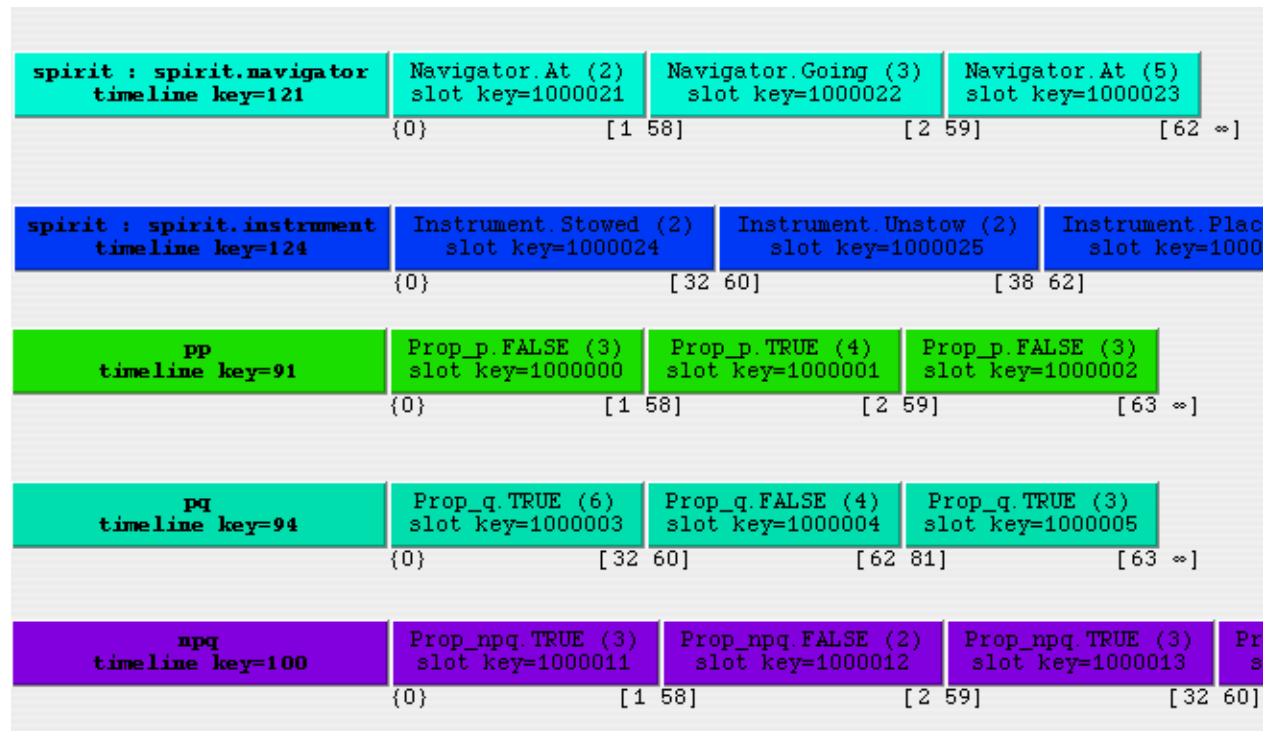 spirit : spirit.navigator Navigator.At (2) Navigator.Going (3) Navigator.At (5)
timeline key=121 slot key=1000021 slot key=1000022 slot key=1000023
{0} [1 58] [2 59] [62 ∞]
spirit : spirit.instrument Instrument.Stowed (2) Instrument.Unstow (2) Instrument.Plac
timeline key=124 slot key=1000024 slot key=1000025 slot key=1000
{0} [32 60] [38 62]
pp Prop_p.FALSE (3) Prop_p.TRUE (4) Prop_p.FALSE (3)
timeline key=91 slot key=1000000 slot key=1000001 slot key=1000002
{0} [1 58] [2 59] [63 ∞]
pq Prop_q.TRUE (6) Prop_q.FALSE (4) Prop_q.TRUE (3)
timeline key=94 slot key=1000003 slot key=1000004 slot key=1000005
{0} [32 60] [62 81] [63 ∞]
npq Prop_npq.TRUE (3) Prop_npq.FALSE (2) Prop_npq.TRUE (3) Pr
timeline key=100 slot key=1000011 slot key=1000012 slot key=1000013 s
{0} [1 58] [2 59] [32 60]